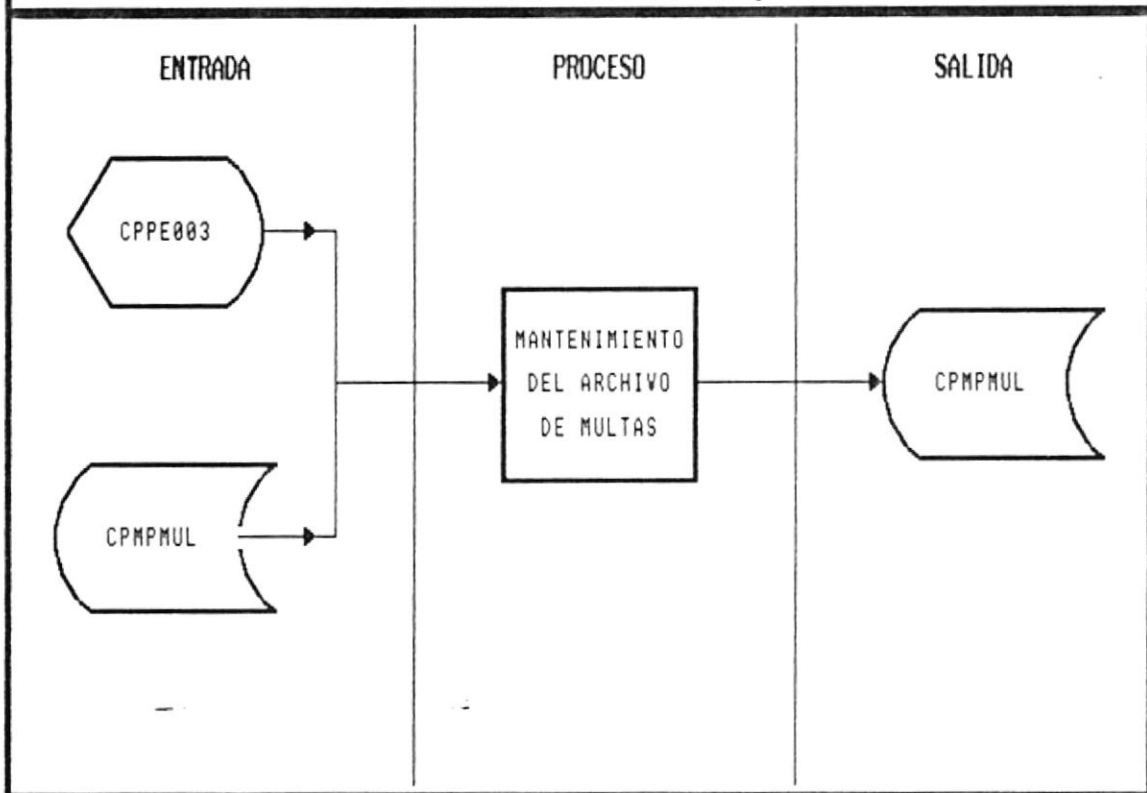 ENTRADA
PROCESO
SALIDA
CPPE003
MANTENIMIENTO
DEL ARCHIVO
DE MULTAS
CPMPMUL
CPMPMUL